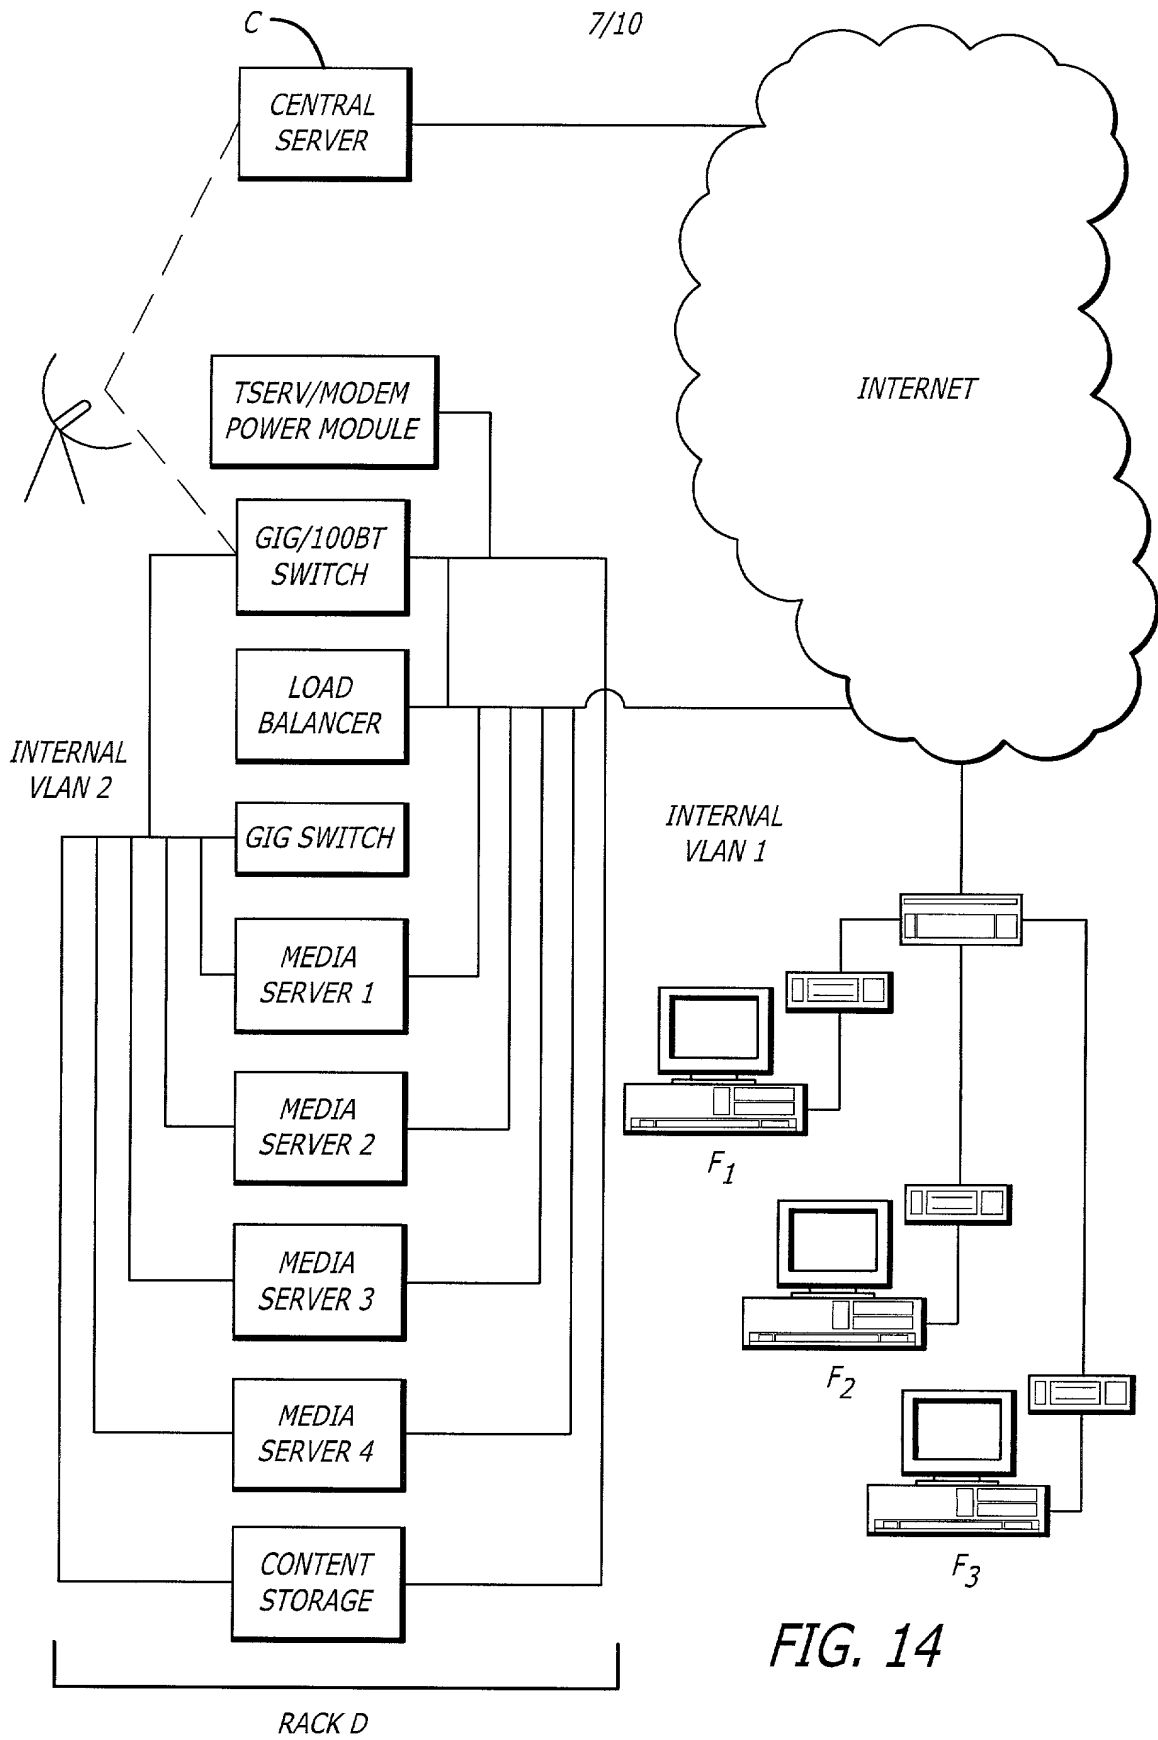 7/10
C
CENTRAL
SERVER
INTERNET
TSERV/MODEM
POWER MODULE
GIG/100BT
SWITCH
LOAD
BALANCER
INTERNAL
VLAN 2
GIG SWITCH
INTERNAL
VLAN 1
MEDIA
SERVER 1
MEDIA
SERVER 2
MEDIA
SERVER 3
MEDIA
SERVER 4
CONTENT
STORAGE
F1
F2
F3
RACK D
FIG. 14